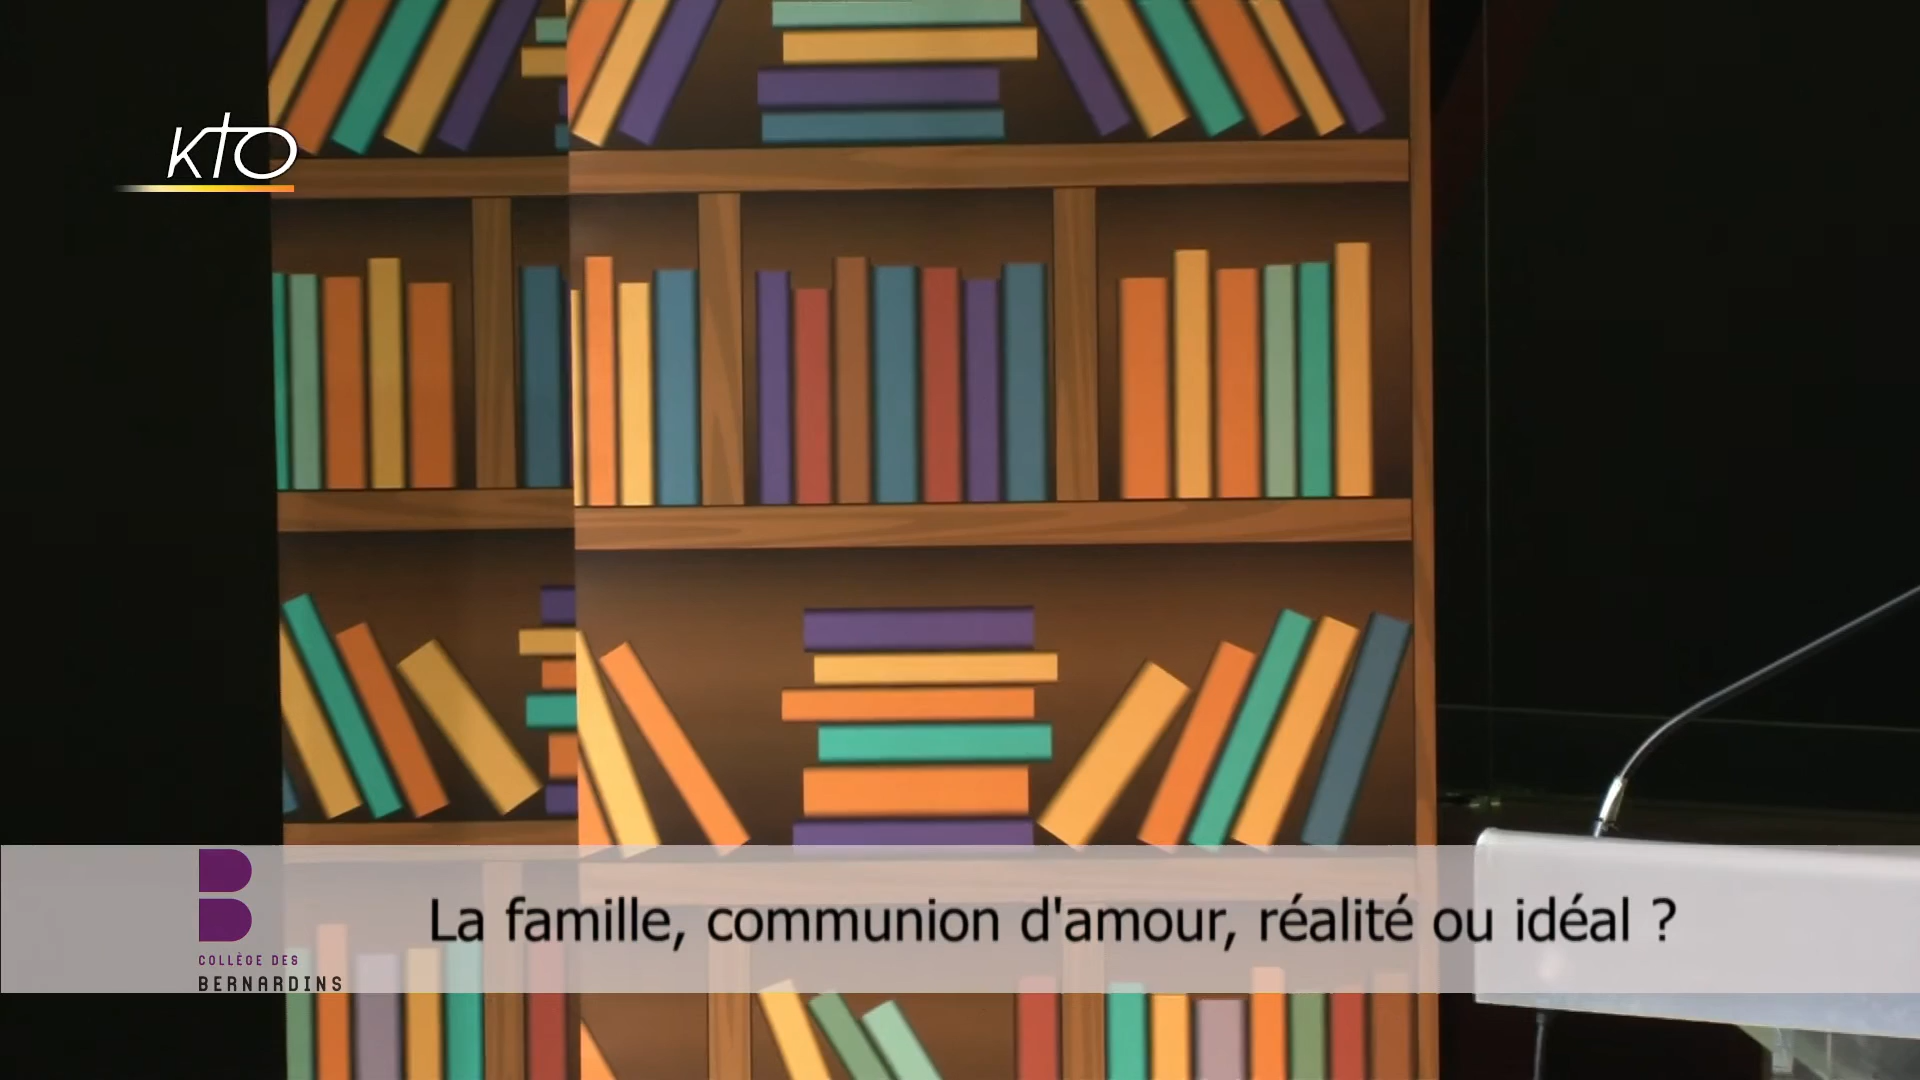 KTO
La famille, communion d'amour, réalité ou idéal ?
COLLÈGE DES
BERNARDINS